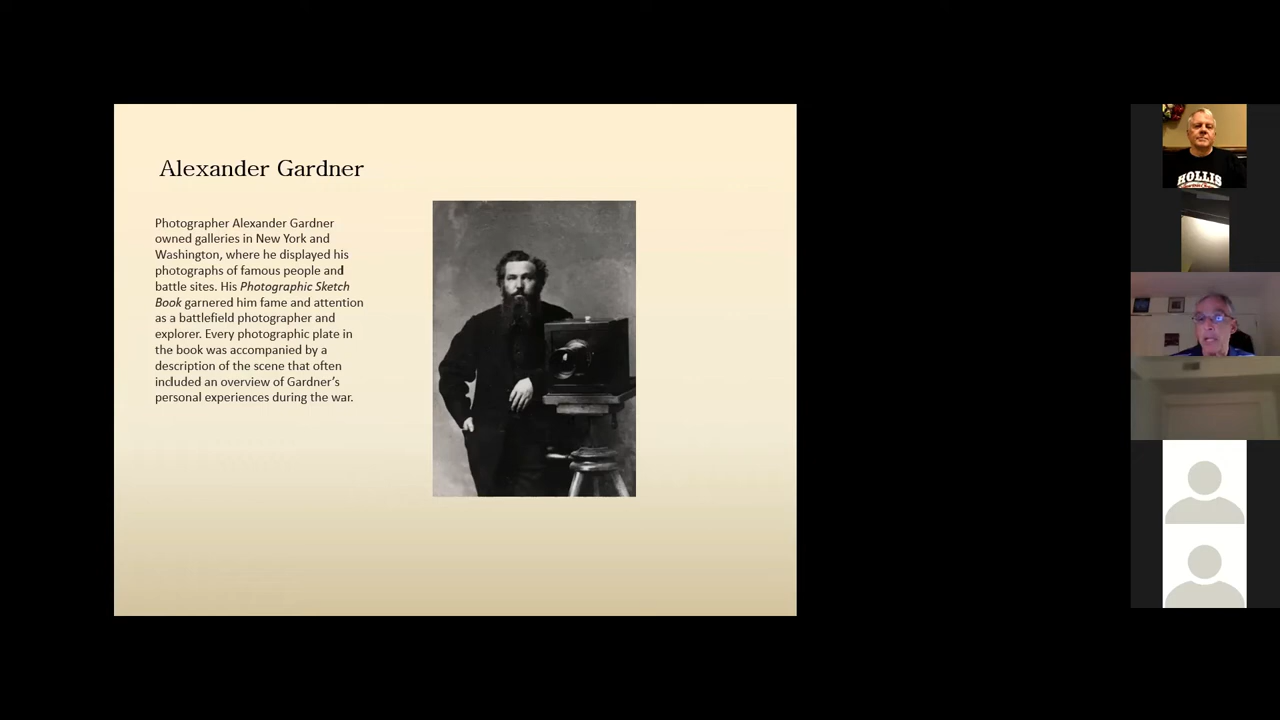 Alexander Gardner
Photographer Alexander Gardner
owned galleries in New York and
Washington, where he displayed his
photographs of famous people and
battle sites. His Photographic Sketch
Book garnered him fame and attention
as a battlefield photographer and
explorer. Every photographic plate in
the book was accompanied by a
description of the scene that often
included an overview of Gardner’s
personal experiences during the war.
HOLLIS